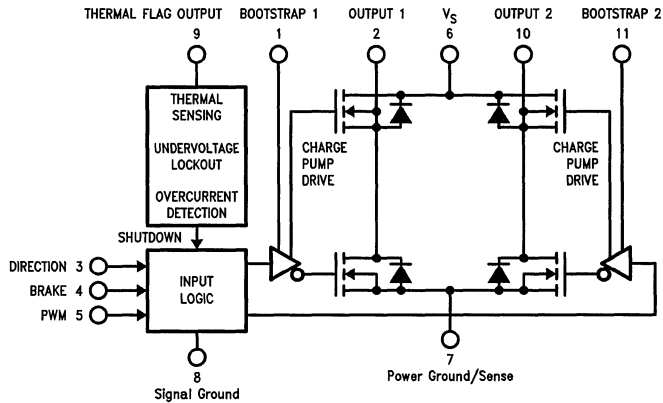 THERMAL FLAG OUTPUT
9
BOOTSTRAP 1
1
OUTPUT 1
2
VS
6
OUTPUT 2
10
BOOTSTRAP 2
11
THERMAL
SENSING
UNDERVOLTAGE
LOCKOUT
OVERCURRENT
DETECTION
CHARGE
PUMP
DRIVE
CHARGE
PUMP
DRIVE
SHUTDOWN
DIRECTION 3
BRAKE 4
PWM 5
INPUT
LOGIC
8
Signal Ground
7
Power Ground/Sense